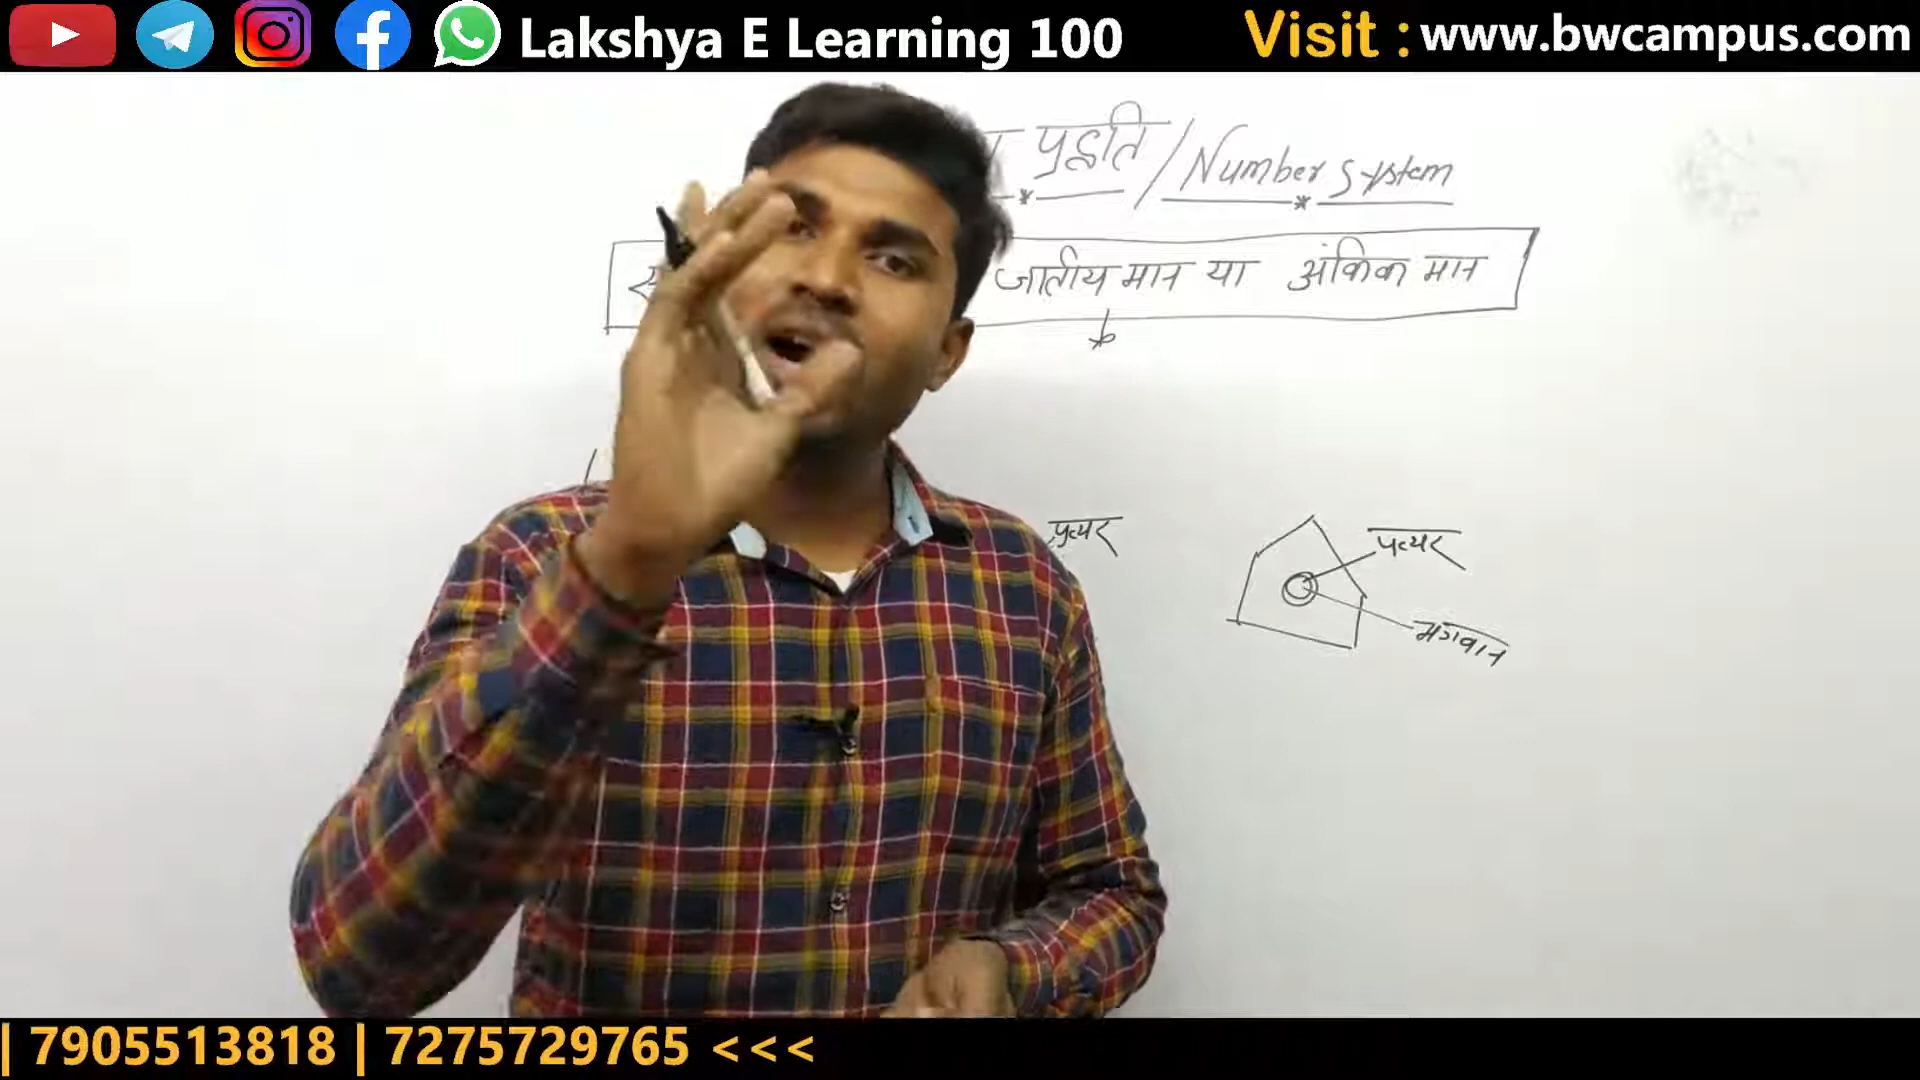 Lakshya E Learning 100
Visit : www.bwcampus.com
पद्धति / Number System
जातीय मान या अंकिक मान
पत्थर
पत्थर
भगवान
| 7905513818 | 7275729765 <<<